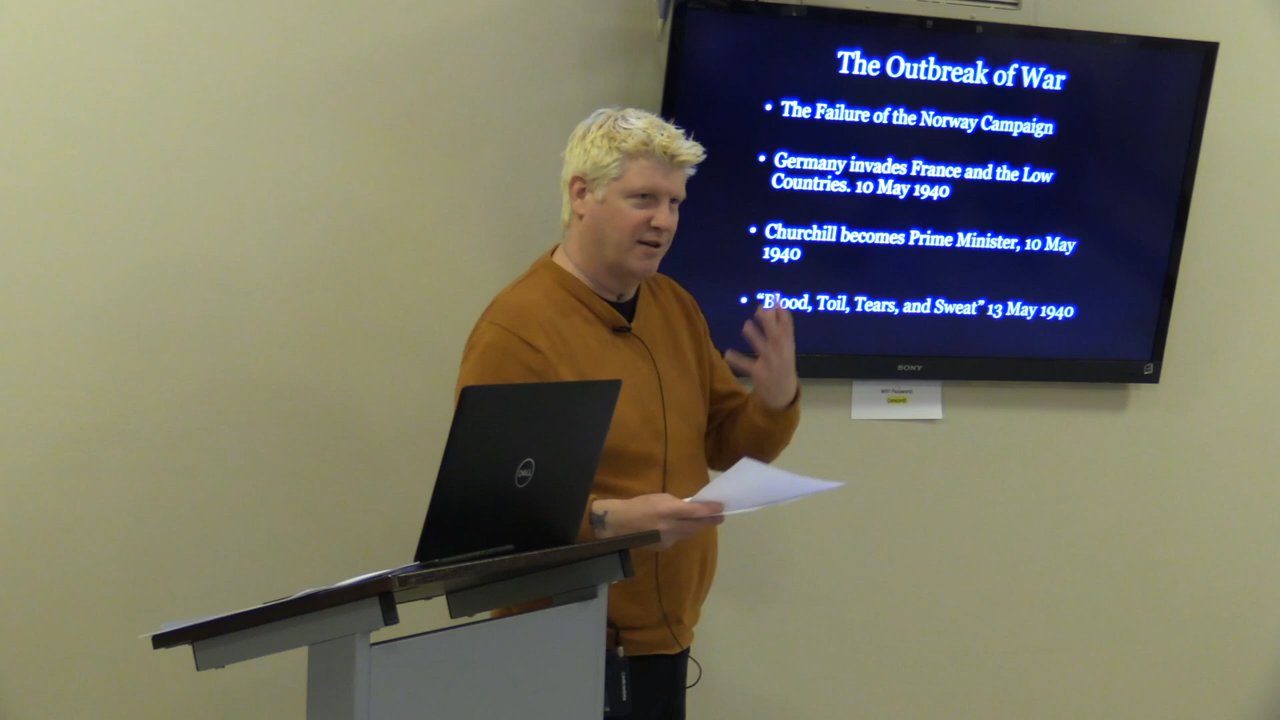 The Outbreak of War
• The Failure of the Norway Campaign
• Germany invades France and the Low
Countries. 10 May 1940
• Churchill becomes Prime Minister, 10 May
1940
• “Blood, Toil, Tears, and Sweat” 13 May 1940
SONY
DELL